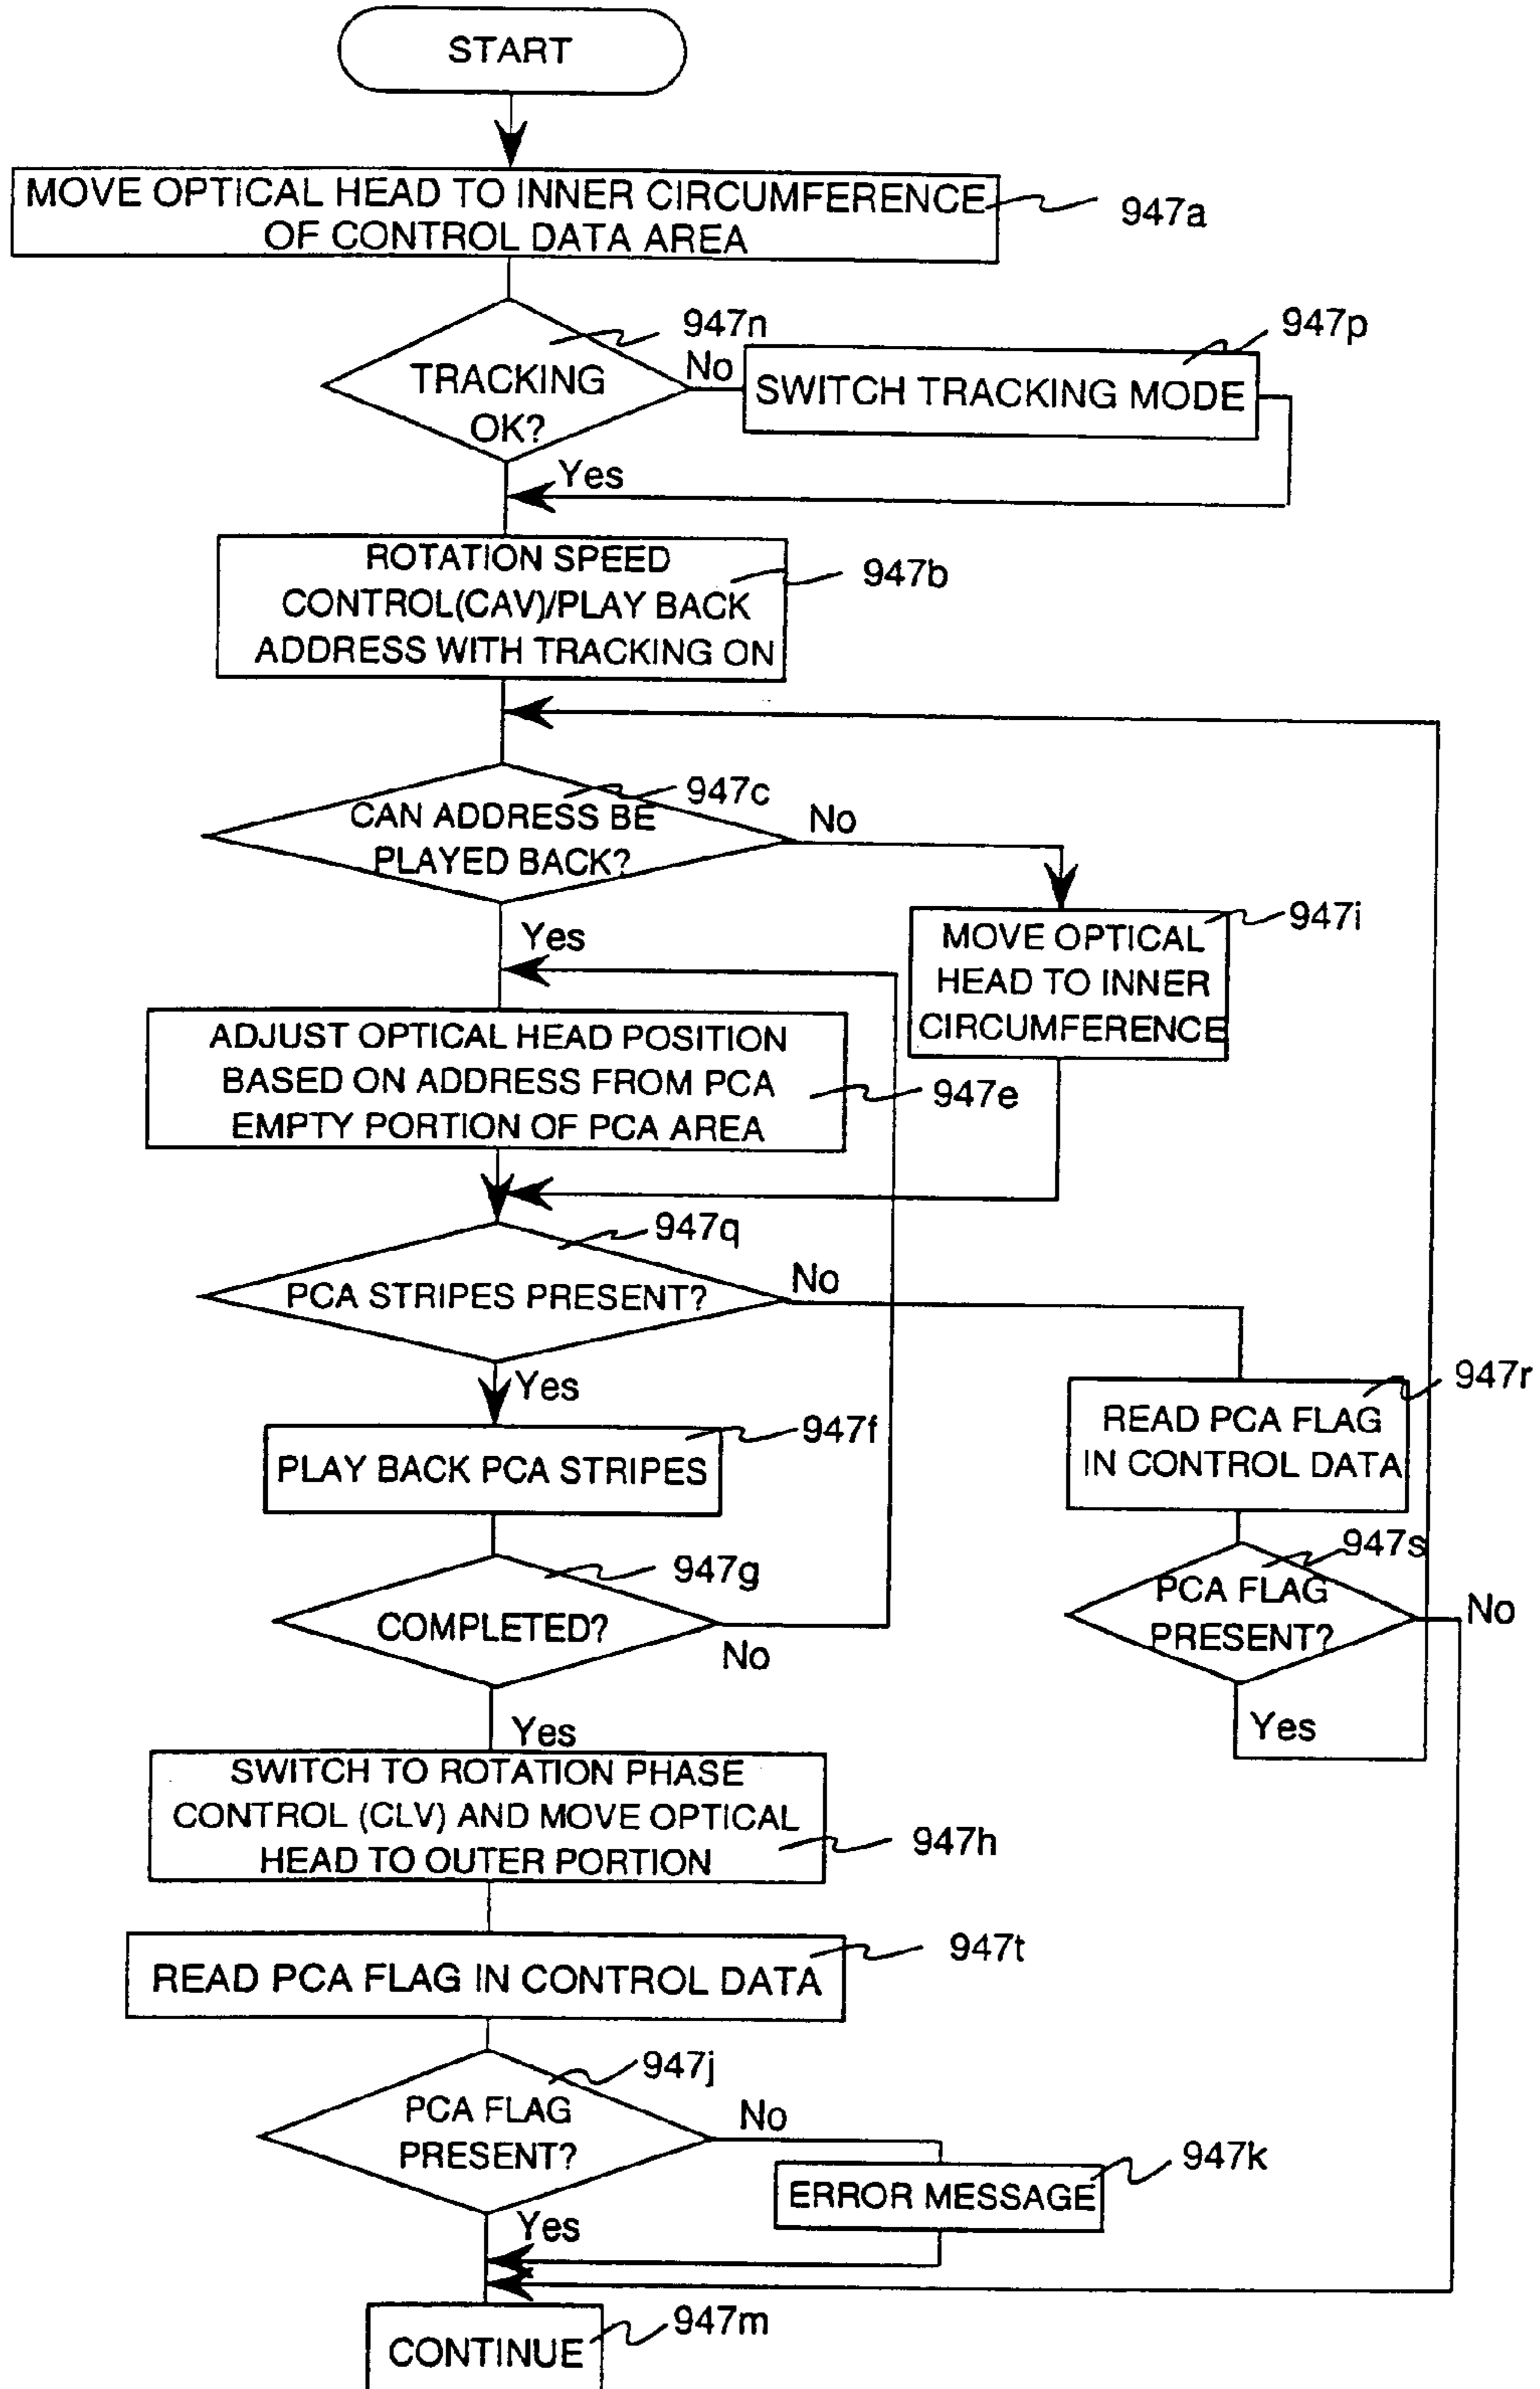 START
MOVE OPTICAL HEAD TO INNER CIRCUMFERENCE
OF CONTROL DATA AREA
947a
947n
TRACKING
OK?
No
947p
SWITCH TRACKING MODE
Yes
ROTATION SPEED
CONTROL(CAV)/PLAY BACK
ADDRESS WITH TRACKING ON
947b
947c
CAN ADDRESS BE
PLAYED BACK?
No
Yes
947i
MOVE OPTICAL
HEAD TO INNER
CIRCUMFERENCE
ADJUST OPTICAL HEAD POSITION
BASED ON ADDRESS FROM PCA
EMPTY PORTION OF PCA AREA
947e
947q
PCA STRIPES PRESENT?
No
Yes
947r
READ PCA FLAG
IN CONTROL DATA
947f
PLAY BACK PCA STRIPES
947s
PCA FLAG
PRESENT?
No
Yes
947g
COMPLETED?
No
Yes
SWITCH TO ROTATION PHASE
CONTROL (CLV) AND MOVE OPTICAL
HEAD TO OUTER PORTION
947h
947t
READ PCA FLAG IN CONTROL DATA
947j
PCA FLAG
PRESENT?
No
947k
ERROR MESSAGE
Yes
947m
CONTINUE